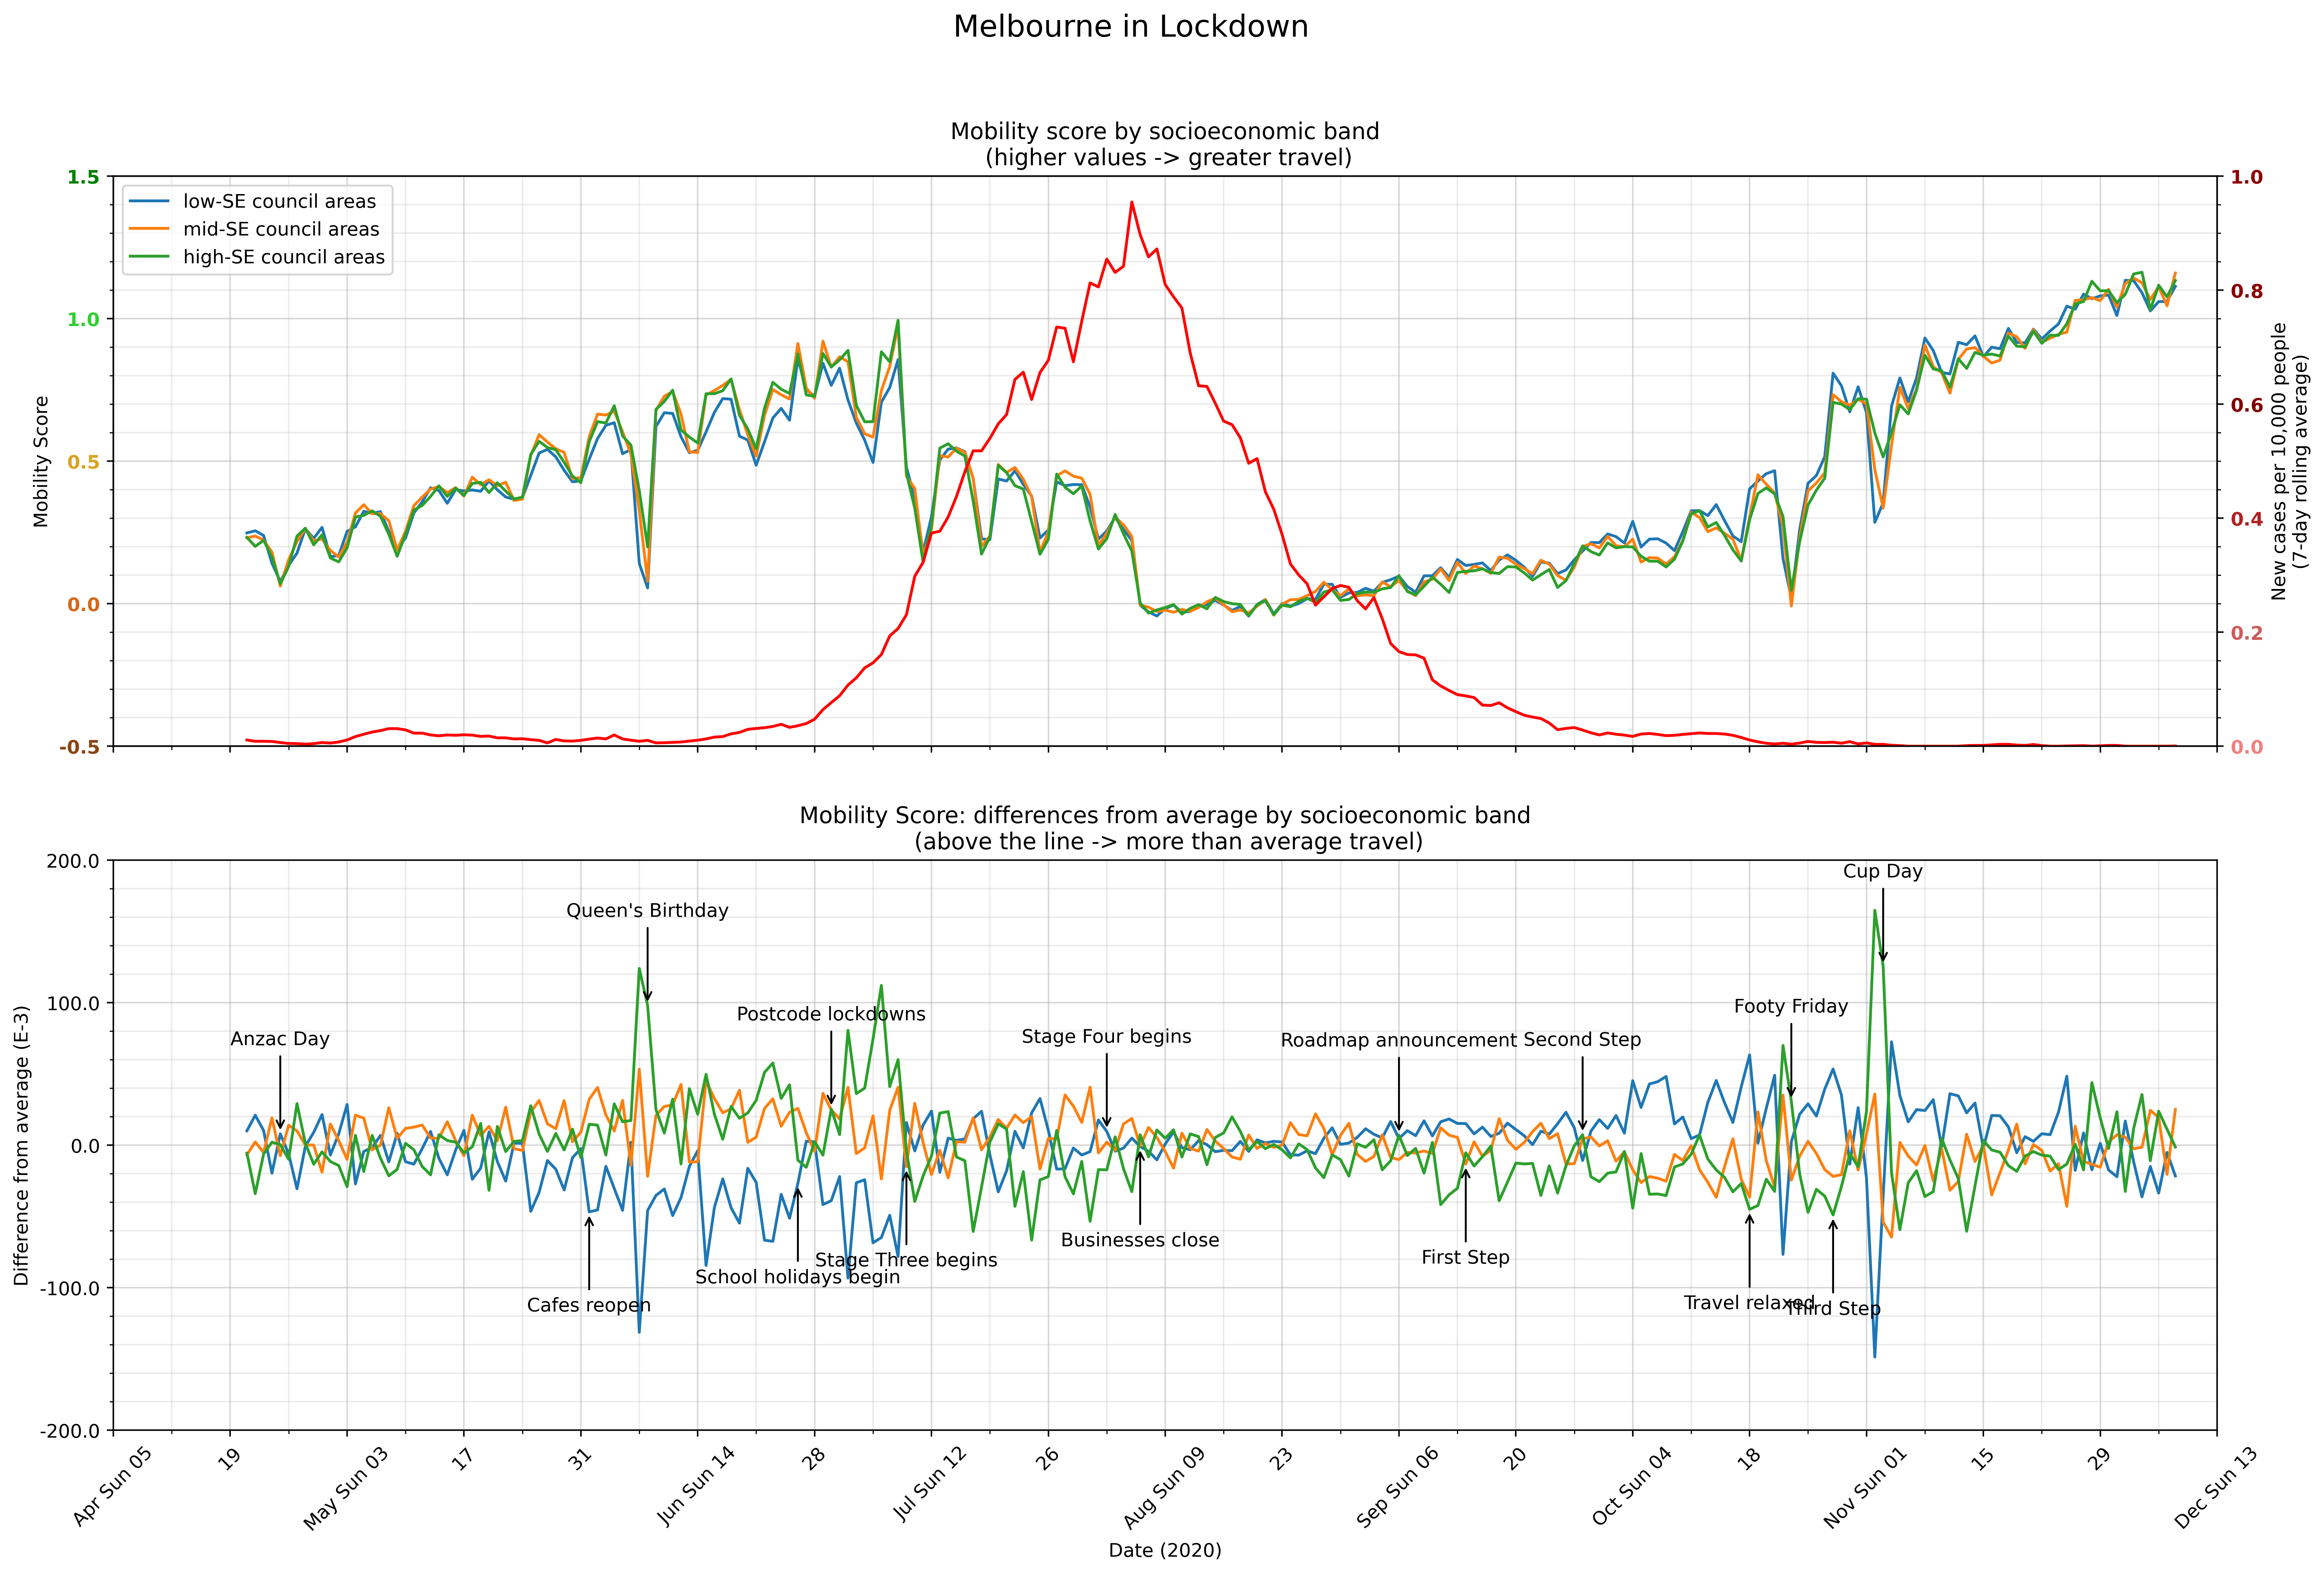 Melbourne in Lockdown
Mobility score by socioeconomic band
(higher values -> greater travel)
low-SE council areas
mid-SE council areas
high-SE council areas
1.5
1.0
0.5
0.0
-0.5
Mobility Score
1.0
0.8
0.6
0.4
0.2
0.0
New cases per 10,000 people
(7-day rolling average)
Mobility Score: differences from average by socioeconomic band
(above the line -> more than average travel)
200.0
100.0
0.0
-100.0
-200.0
Difference from average (E-3)
Cup Day
Queen's Birthday
Footy Friday
Postcode lockdowns
Anzac Day
Stage Four begins
Roadmap announcement
Second Step
Businesses close
First Step
Stage Three begins
School holidays begin
Cafes reopen
Travel relaxed
Third Step
Apr Sun 05
19
May Sun 03
17
31
Jun Sun 14
28
Jul Sun 12
26
Aug Sun 09
23
Sep Sun 06
20
Oct Sun 04
18
Nov Sun 01
15
29
Dec Sun 13
Date (2020)